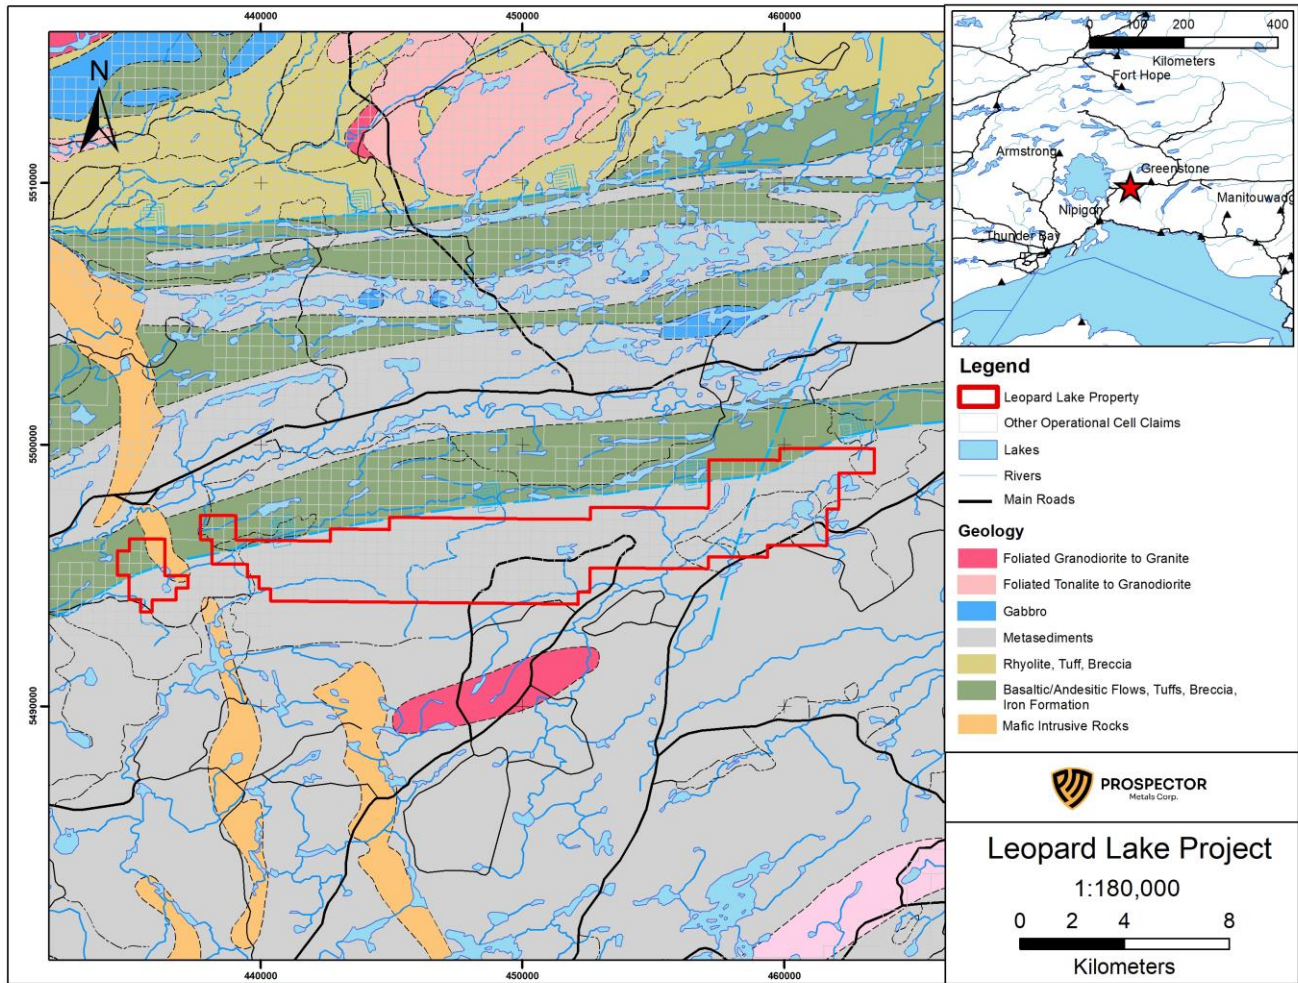 440000
450000
460000
N
5510000
5500000
5490000
440000
450000
460000
0
100
200
400
Kilometers
Fort Hope
Armstrong
Greenstone
Nipigon
Manitouwadg
Thunder Bay
Legend
Leopard Lake Property
Other Operational Cell Claims
Lakes
Rivers
Main Roads
Geology
Foliated Granodiorite to Granite
Foliated Tonalite to Granodiorite
Gabbro
Metasediments
Rhyolite, Tuff, Breccia
Basaltic/Andesitic Flows, Tuffs, Breccia,
Iron Formation
Mafic Intrusive Rocks
PROSPECTOR
Metals Corp.
Leopard Lake Project
1:180,000
0 2 4 8
Kilometers